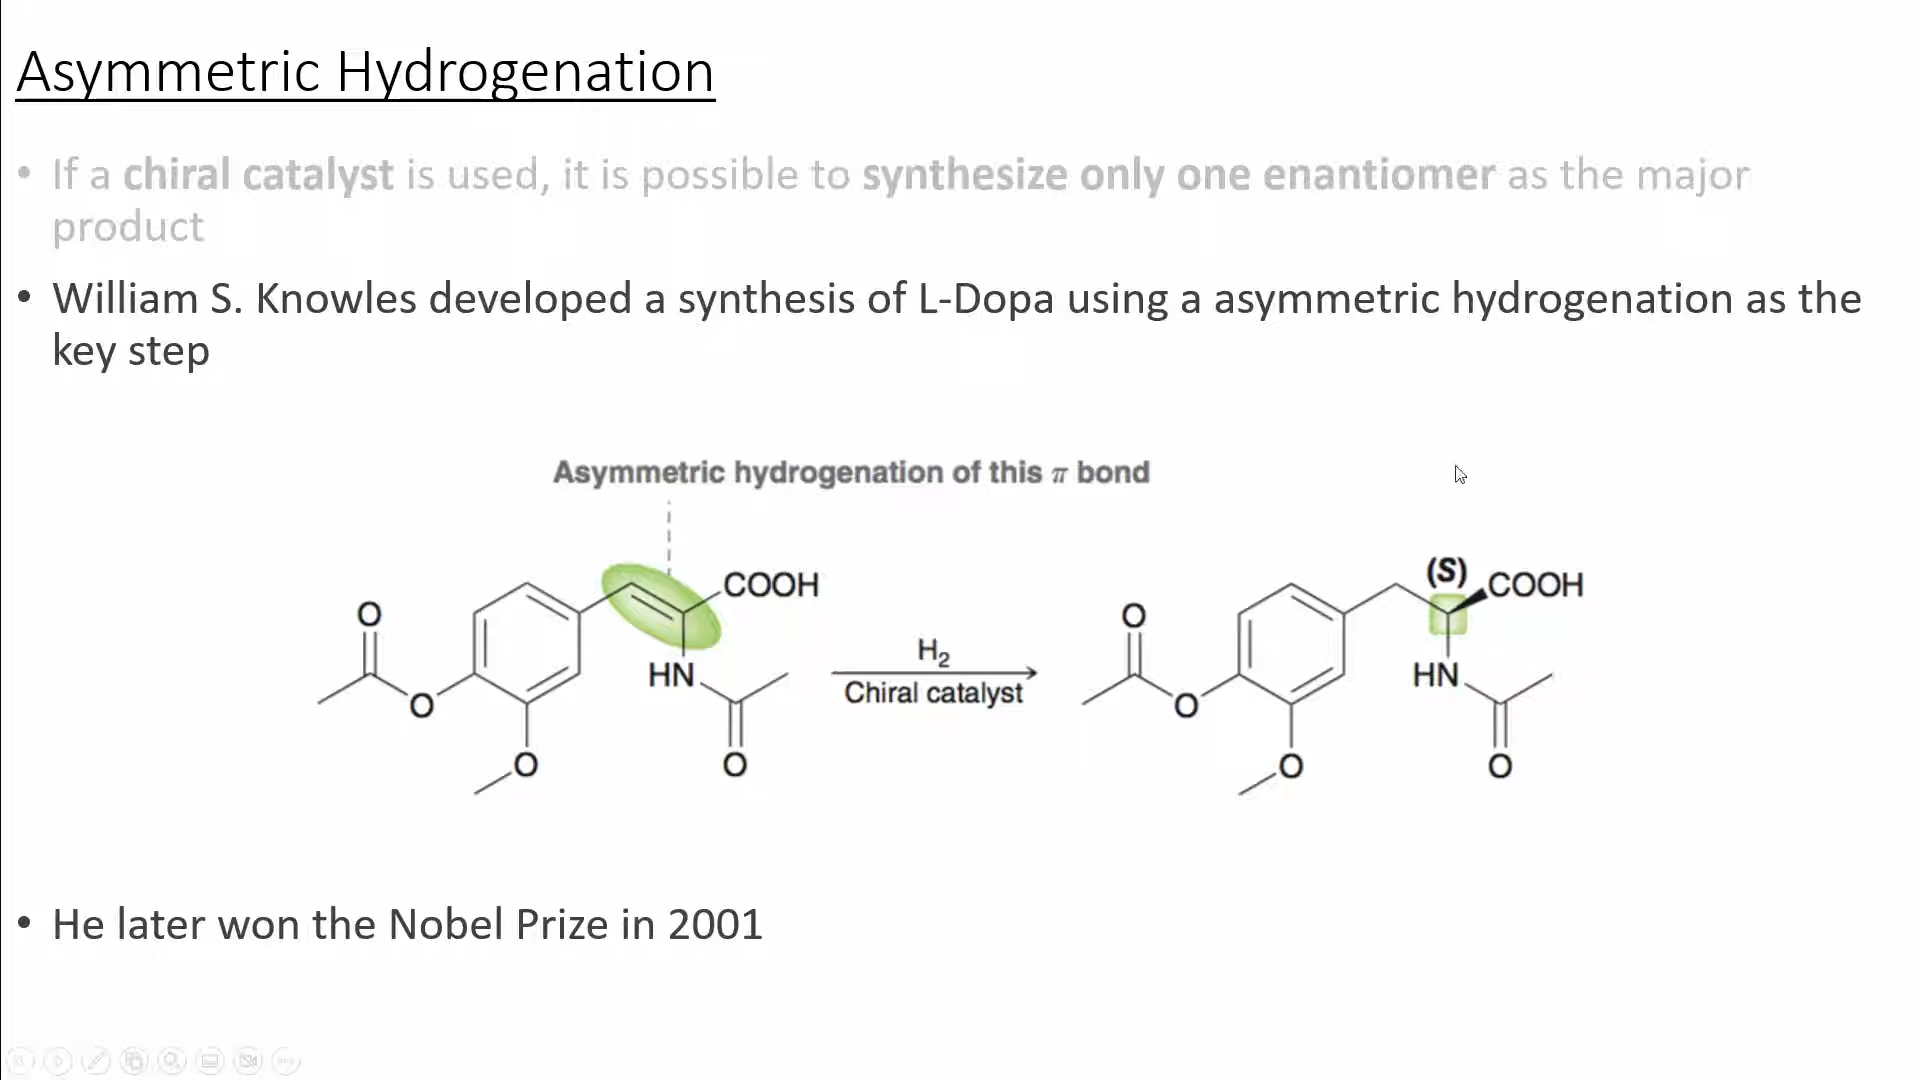 Asymmetric Hydrogenation
• If a chiral catalyst is used, it is possible to synthesize only one enantiomer as the major
product
• William S. Knowles developed a synthesis of L-Dopa using a asymmetric hydrogenation as the
key step
Asymmetric hydrogenation of this π bond
COOH
O
HN
O
O
O
H₂
Chiral catalyst
(S)
COOH
O
HN
O
O
O
• He later won the Nobel Prize in 2001